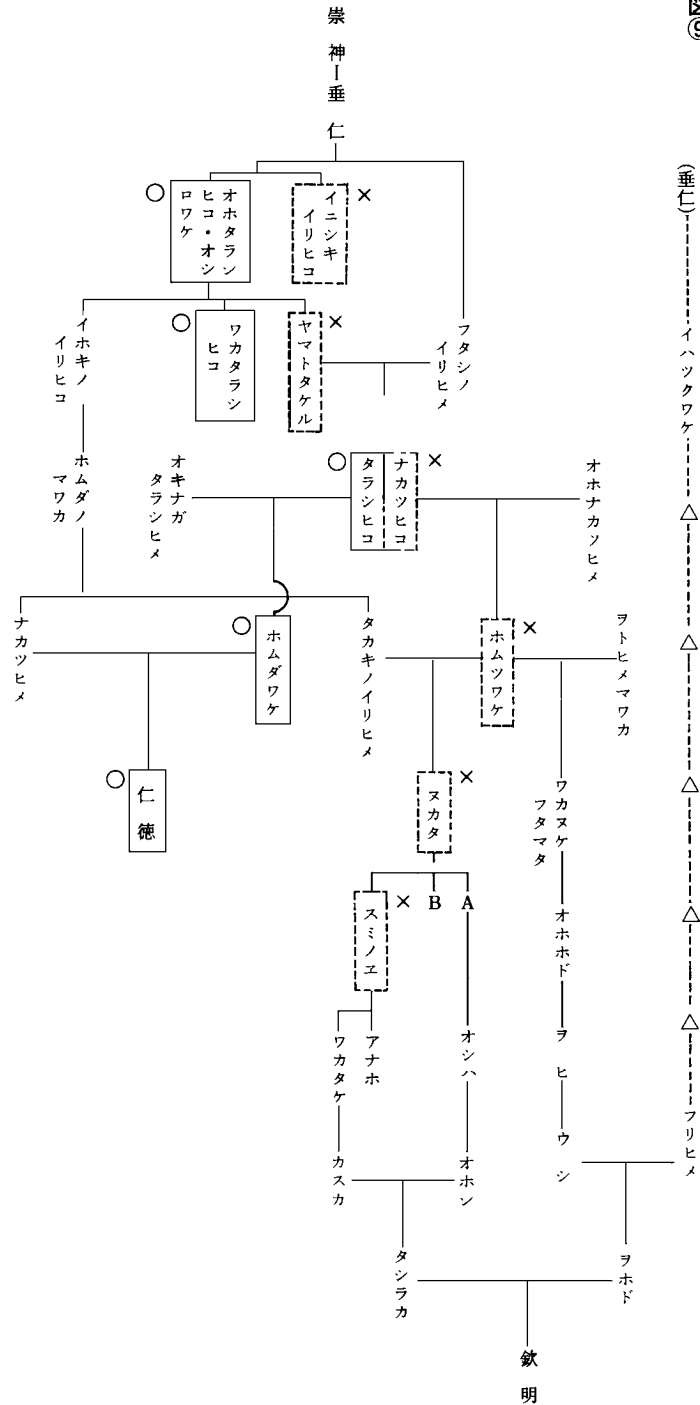 図⑨
崇神ー垂仁
(垂仁)
イハツクワケ
△
△
△
△
△
フリヒメ
×
イニシキ
イリヒコ
○
オホタラシ
ヒコ・オシ
ロワケ
フタシノ
イリヒメ
×
ヤマトタケル
○
ワカタラシ
ヒコ
イホキノ
イリヒコ
ホムダノ
マワカ
オホナカツヒメ
×
ナカツヒコ
タラシヒコ
○
オキナガ
タラシヒメ
ヲトヒメマワカ
×
ホムツワケ
タカキノイリヒメ
○
ホムダワケ
ナカツヒメ
○
仁徳
ワカヌケ
フタマタ
オホホド
ヲヒ
ウシ
×
ヌカタ
A
B
×
スミノヱ
オシハ
オホシ
アナホ
ワカタケ
カスカ
ヲホド
タシラカ
欽明